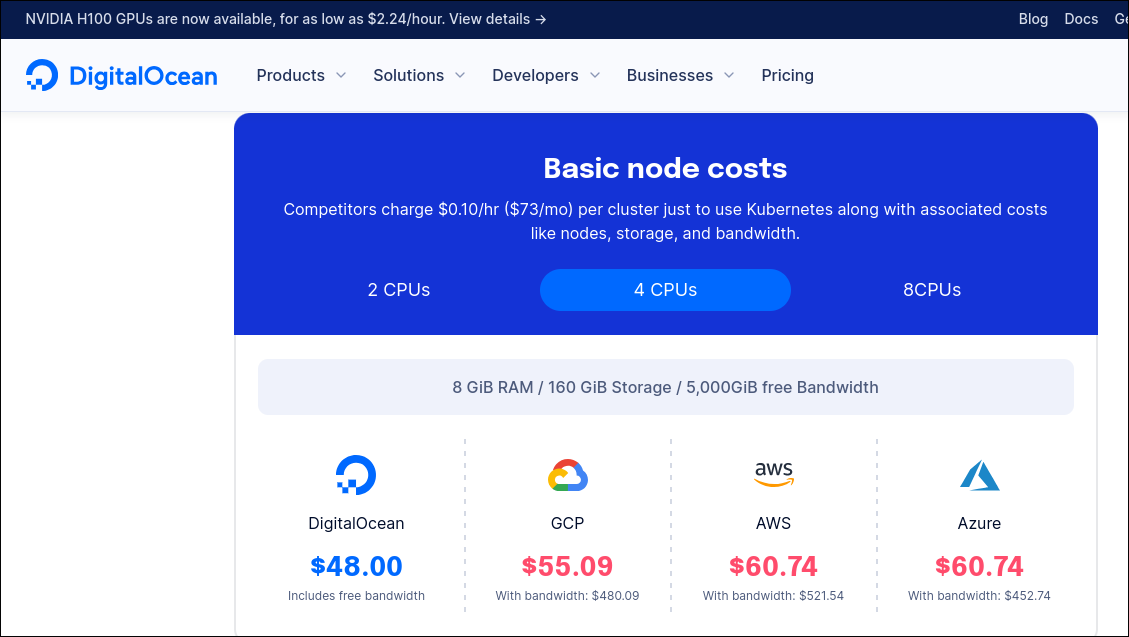 NVIDIA H100 GPUs are now available, for as low as $2.24/hour. View details →
Blog Docs Ge
DigitalOcean
Products Solutions Developers Businesses Pricing
Basic node costs
Competitors charge $0.10/hr ($73/mo) per cluster just to use Kubernetes along with associated costs
like nodes, storage, and bandwidth.
2 CPUs 4 CPUs 8CPUs
8 GiB RAM / 160 GiB Storage / 5,000GiB free Bandwidth
aws
DigitalOcean GCP AWS Azure
$48.00 $55.09 $60.74 $60.74
Includes free bandwidth With bandwidth: $480.09 With bandwidth: $521.54 With bandwidth: $452.74